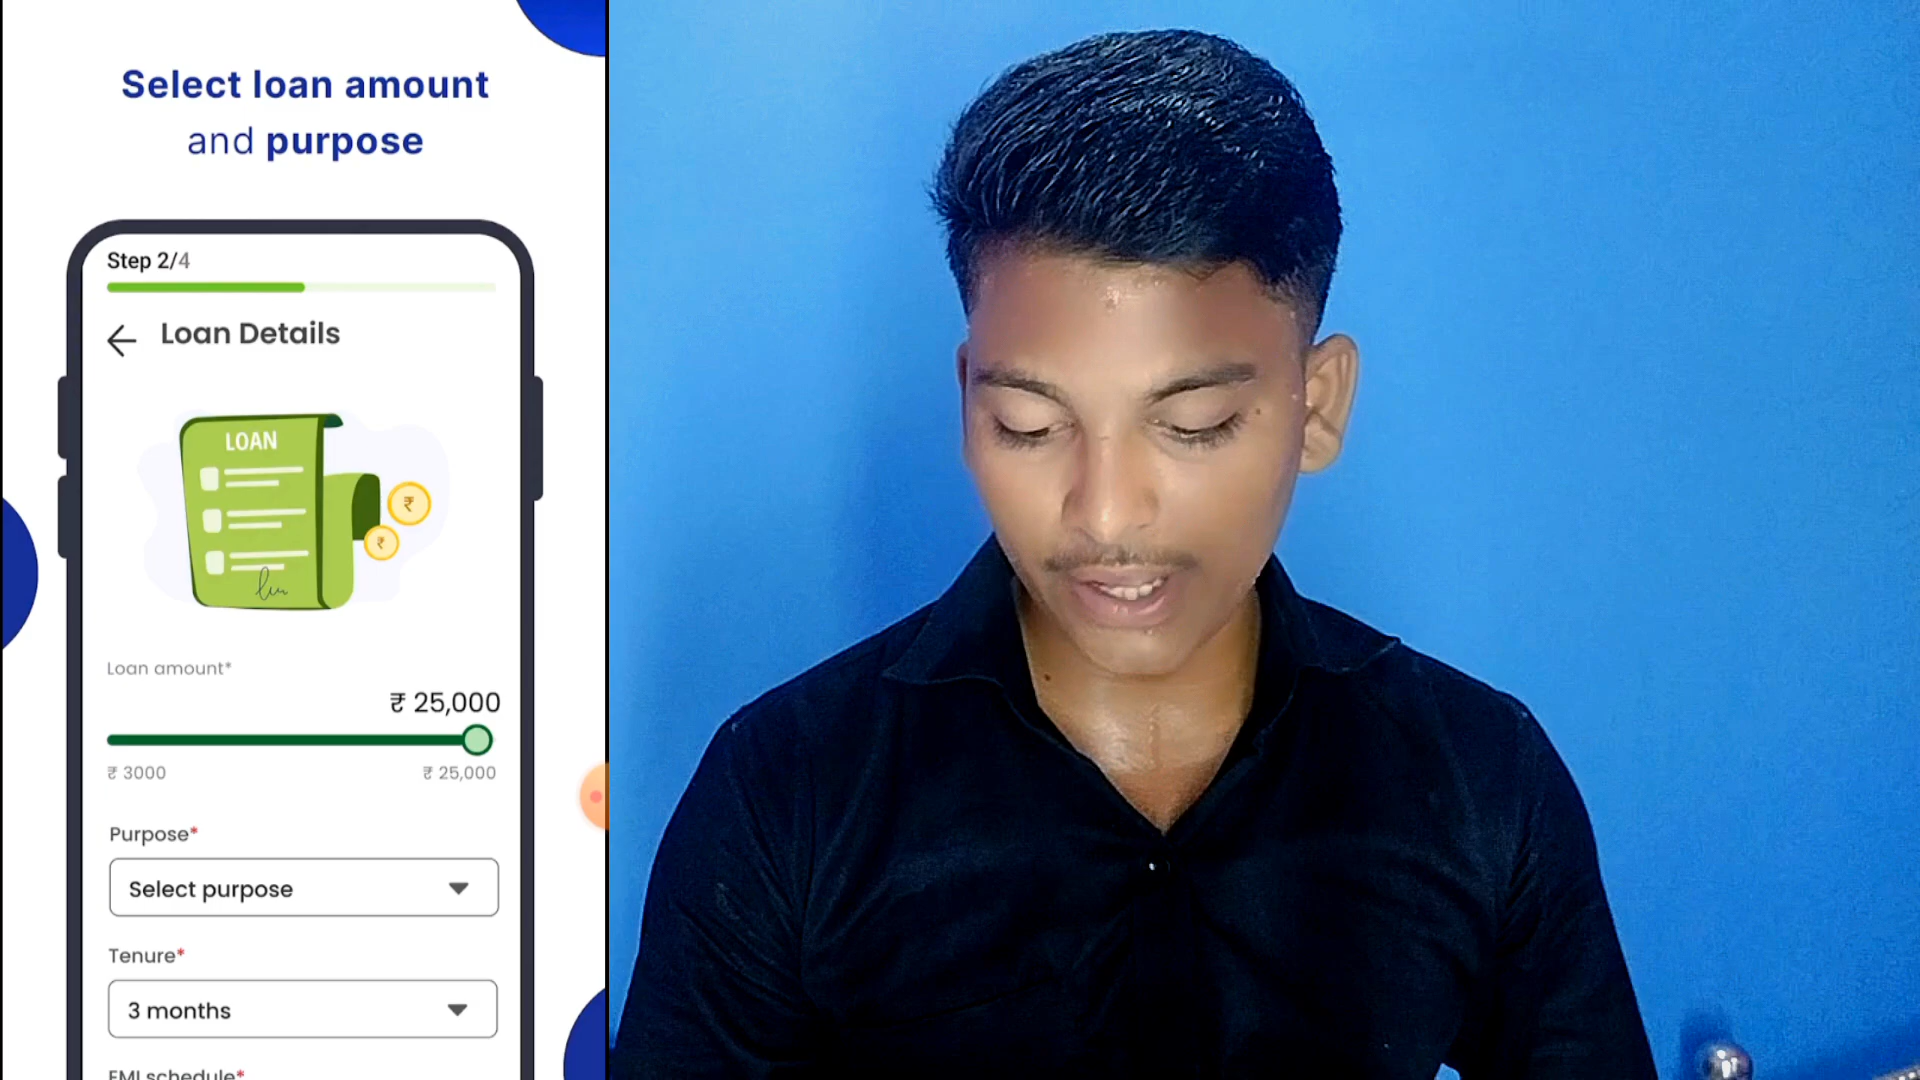 Select loan amount
and purpose
Step 2/4
Loan Details
LOAN
₹
₹
Loan amount*
₹ 25,000
₹ 3000
₹ 25,000
Purpose*
Select purpose
Tenure*
3 months
EMI schedule*